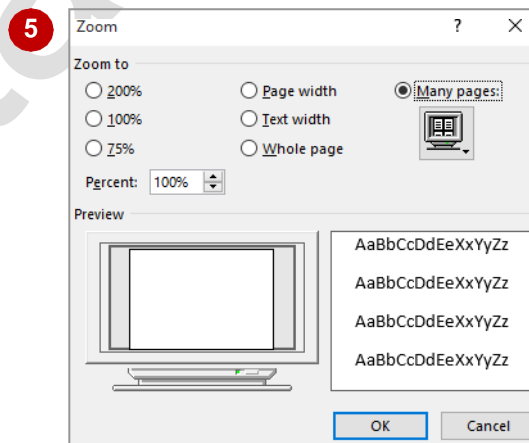 5
Zoom ? X
Zoom to
200% Page width Many pages:
100% Text width
75% Whole page
Percent: 100%
Preview
AaBbCcDdEeXxYyZz
AaBbCcDdEeXxYyZz
AaBbCcDdEeXxYyZz
AaBbCcDdEeXxYyZz
OK Cancel